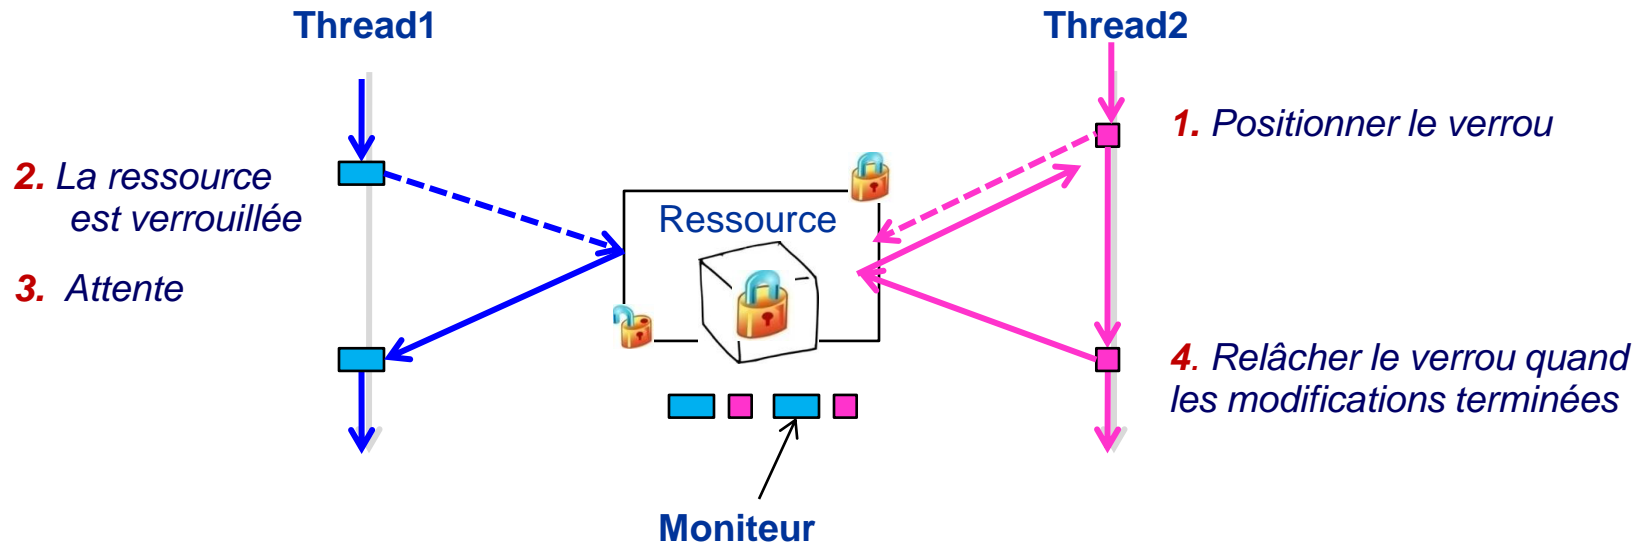 Thread1
Thread2
1. Positionner le verrou
2. La ressource
est verrouillée
Ressource
3. Attente
4. Relâcher le verrou quand
les modifications terminées
Moniteur